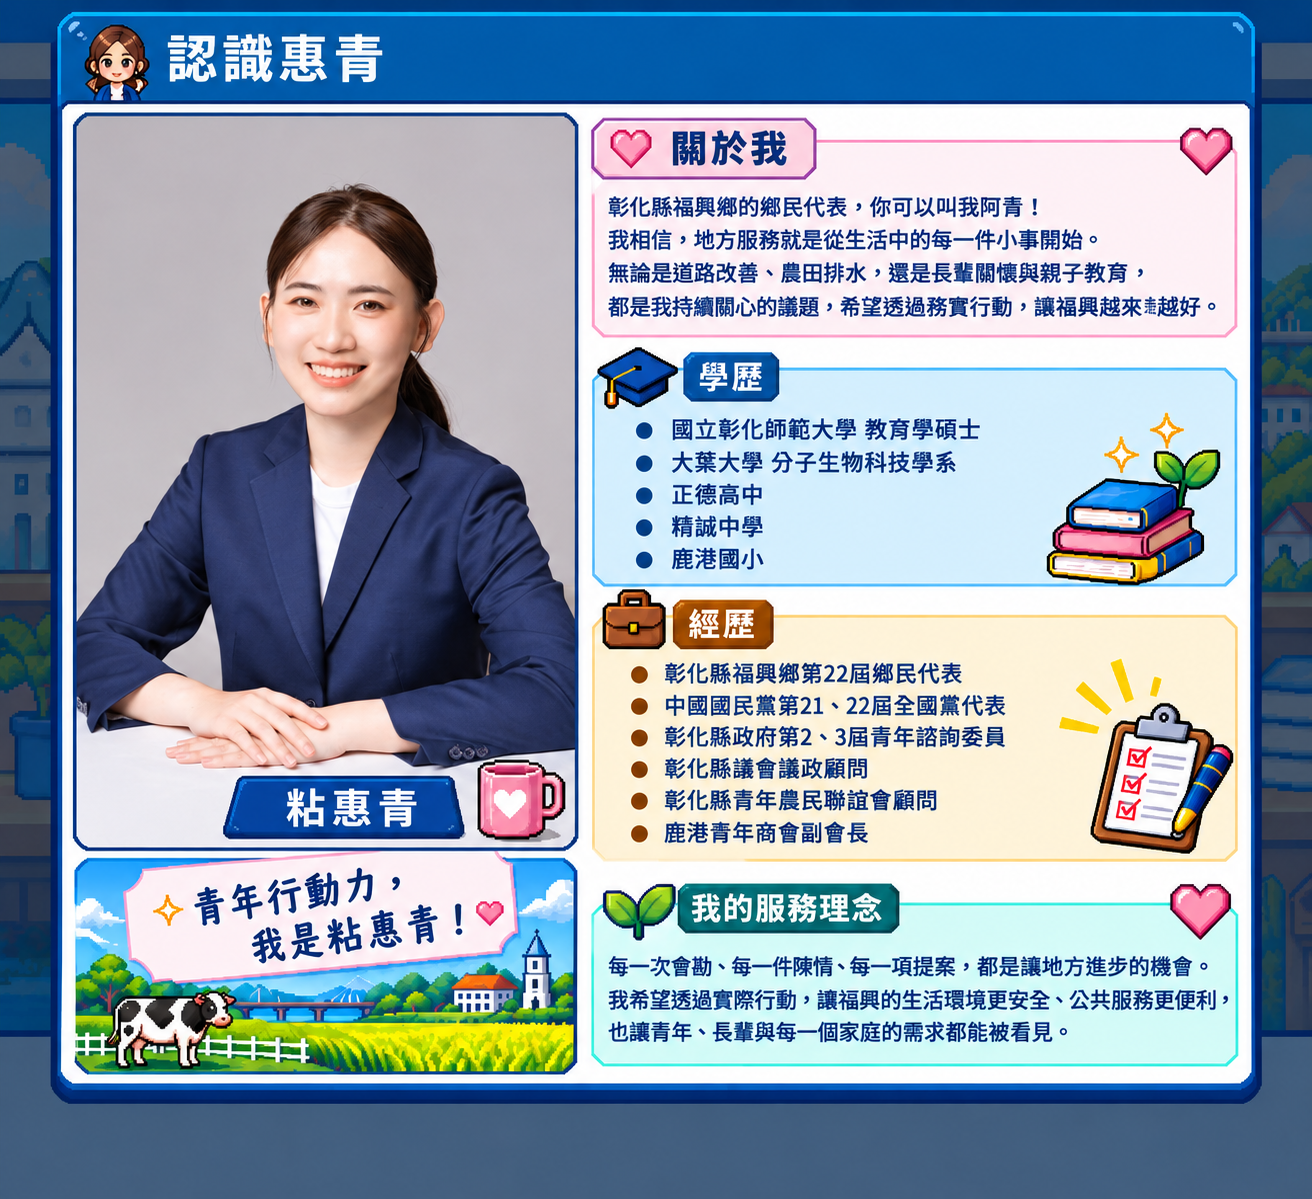 認識惠青
粘惠青
青年行動力，
我是粘惠青！
關於我
彰化縣福興鄉的鄉民代表，你可以叫我阿青！
我相信，地方服務就是從生活中的每一件小事開始。
無論是道路改善、農田排水，還是長輩關懷與親子教育，
都是我持續關心的議題，希望透過務實行動，讓福興越來越好。
學歷
國立彰化師範大學 教育學碩士
大葉大學 分子生物科技學系
正德高中
精誠中學
鹿港國小
經歷
彰化縣福興鄉第22屆鄉民代表
中國國民黨第21、22屆全國黨代表
彰化縣政府第2、3屆青年諮詢委員
彰化縣議會議政顧問
彰化縣青年農民聯誼會顧問
鹿港青年商會副會長
我的服務理念
每一次會勘、每一件陳情、每一項提案，都是讓地方進步的機會。
我希望透過實際行動，讓福興的生活環境更安全、公共服務更便利，
也讓青年、長輩與每一個家庭的需求都能被看見。